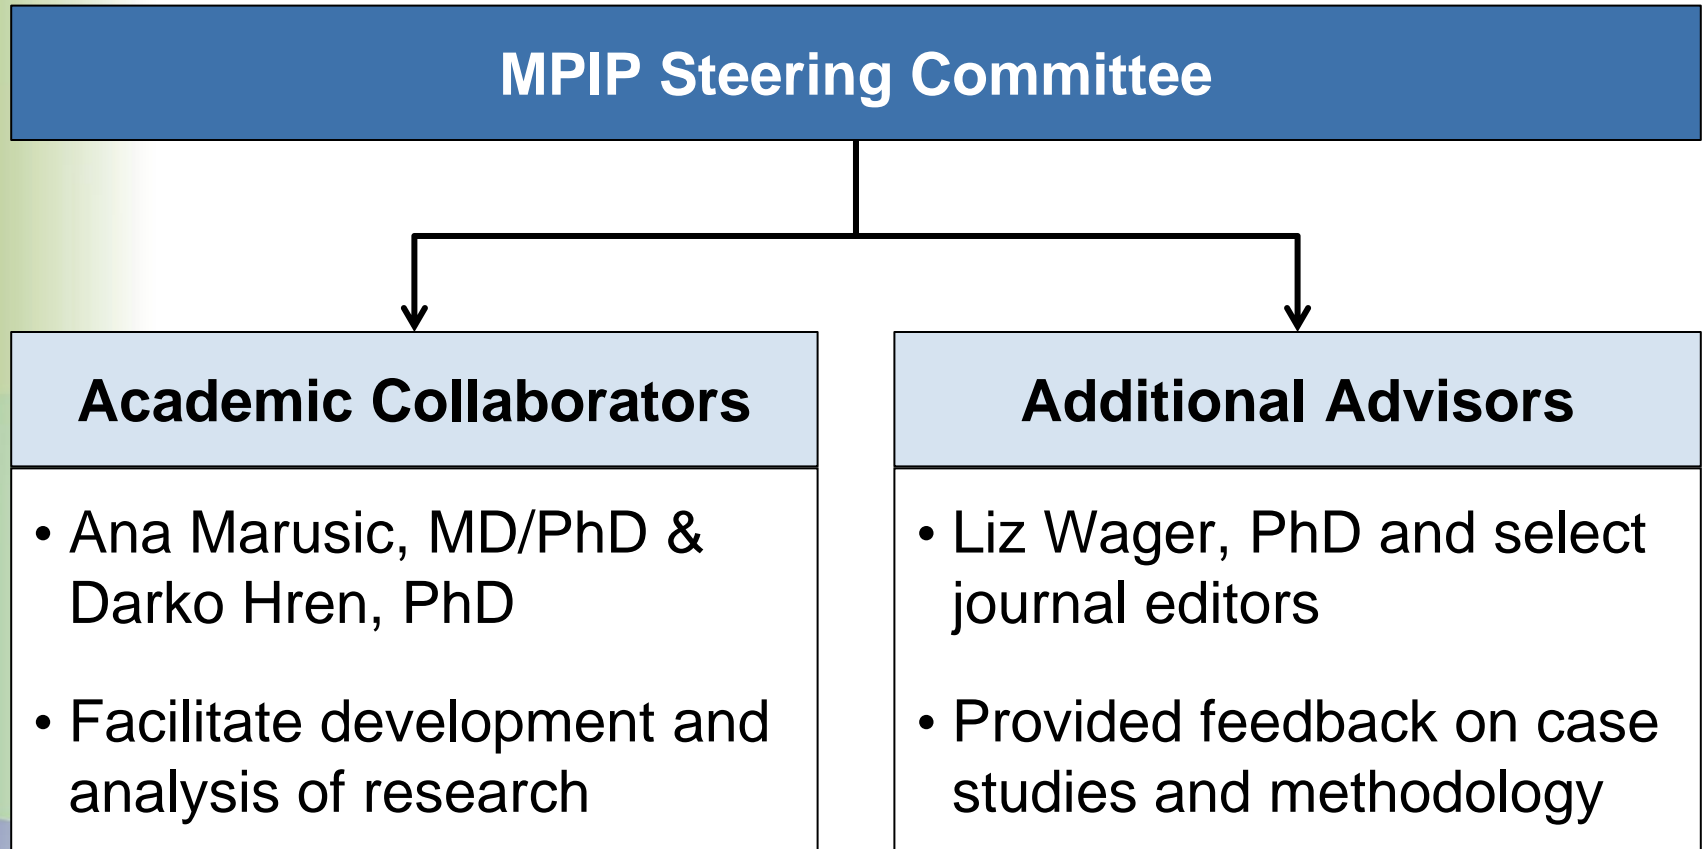 MPIP Steering Committee
Academic Collaborators
• Ana Marusic, MD/PhD &
Darko Hren, PhD
• Facilitate development and
analysis of research
Additional Advisors
• Liz Wager, PhD and select
journal editors
• Provided feedback on case
studies and methodology